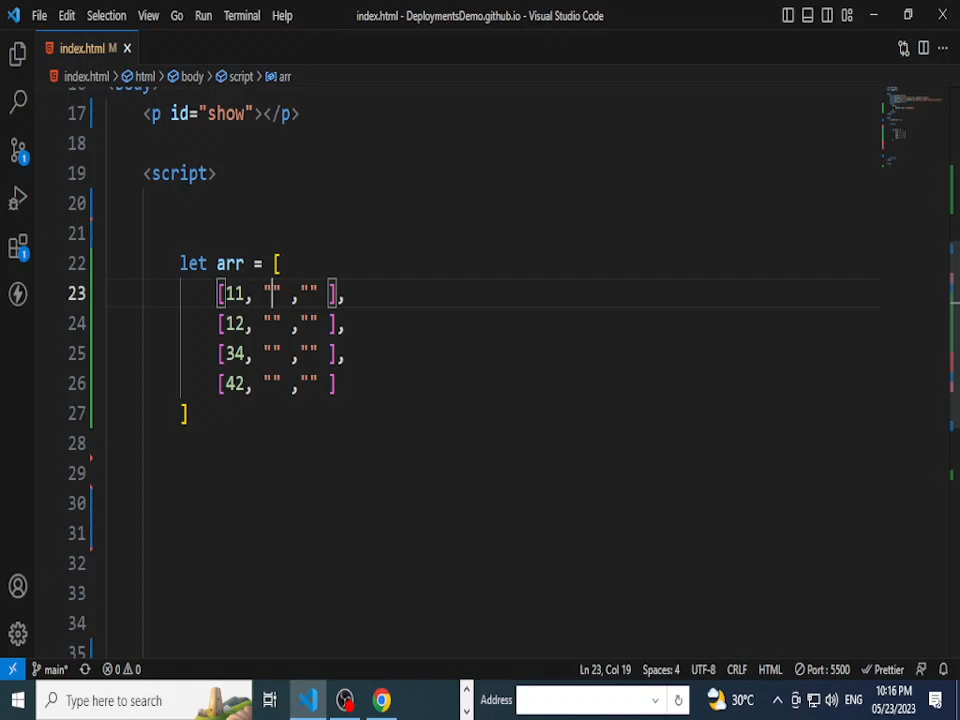 File Edit Selection View Go Run Terminal Help index.html - DeploymentsDemo.github.io - Visual Studio Code
index.html M
index.html > html > body > script > arr
<body>
17 <p id="show"></p>
18
19 <script>
20
21
22 let arr = [
23 [11, "" ,"" ],
24 [12, "" ,"" ],
25 [34, "" ,"" ],
26 [42, "" ,"" ]
27 ]
28
29
30
31
32
33
34
35
1
1
main* 0 0 Ln 23, Col 19 Spaces: 4 UTF-8 CRLF HTML Port : 5500 Prettier
Type here to search Address 30°C ENG 10:16 PM
05/23/2023